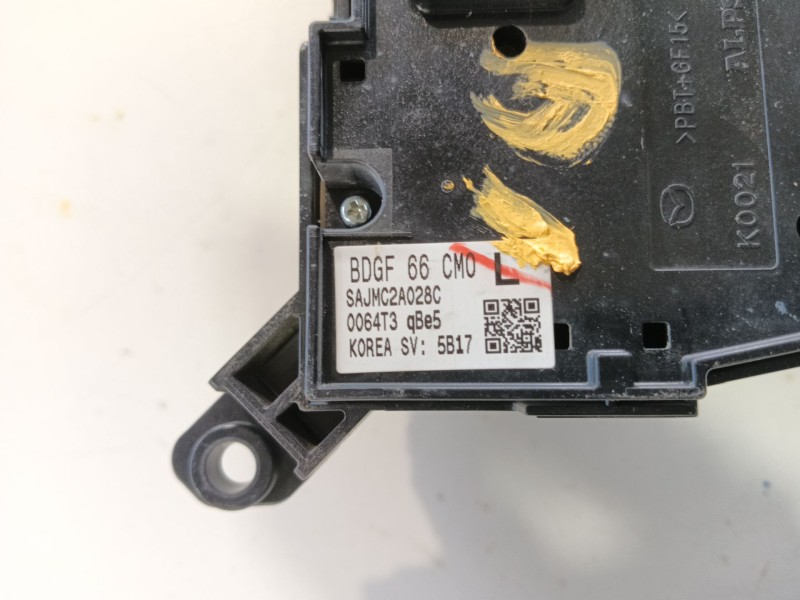 BDGF 66 CM0 L
SAJMC2A028C
0064T3 qBe5
KOREA SV: 5B17
>PBT+GF15<
K0021